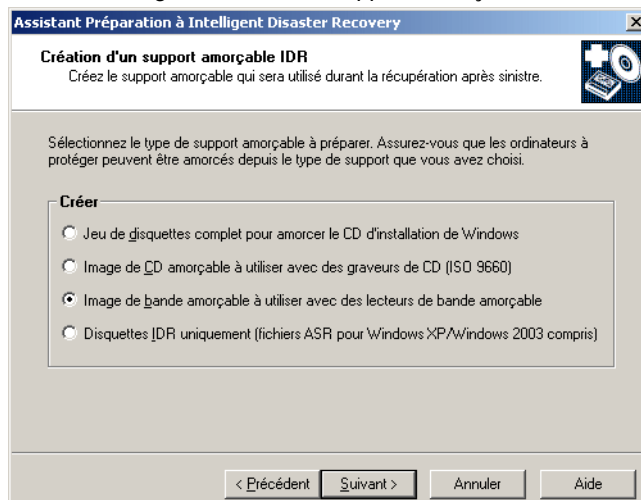 Assistant Préparation à Intelligent Disaster Recovery
Création d'un support amorçable IDR
Créez le support amorçable qui sera utilisé durant la récupération après sinistre.
Sélectionnez le type de support amorçable à préparer. Assurez-vous que les ordinateurs à
protéger peuvent être amorcés depuis le type de support que vous avez choisi.
Créer
Jeu de disquettes complet pour amorcer le CD d'installation de Windows
Image de CD amorçable à utiliser avec des graveurs de CD (ISO 9660)
Image de bande amorçable à utiliser avec des lecteurs de bande amorçable
Disquettes IDR uniquement (fichiers ASR pour Windows XP/Windows 2003 compris)
< Précédent Suivant > Annuler Aide